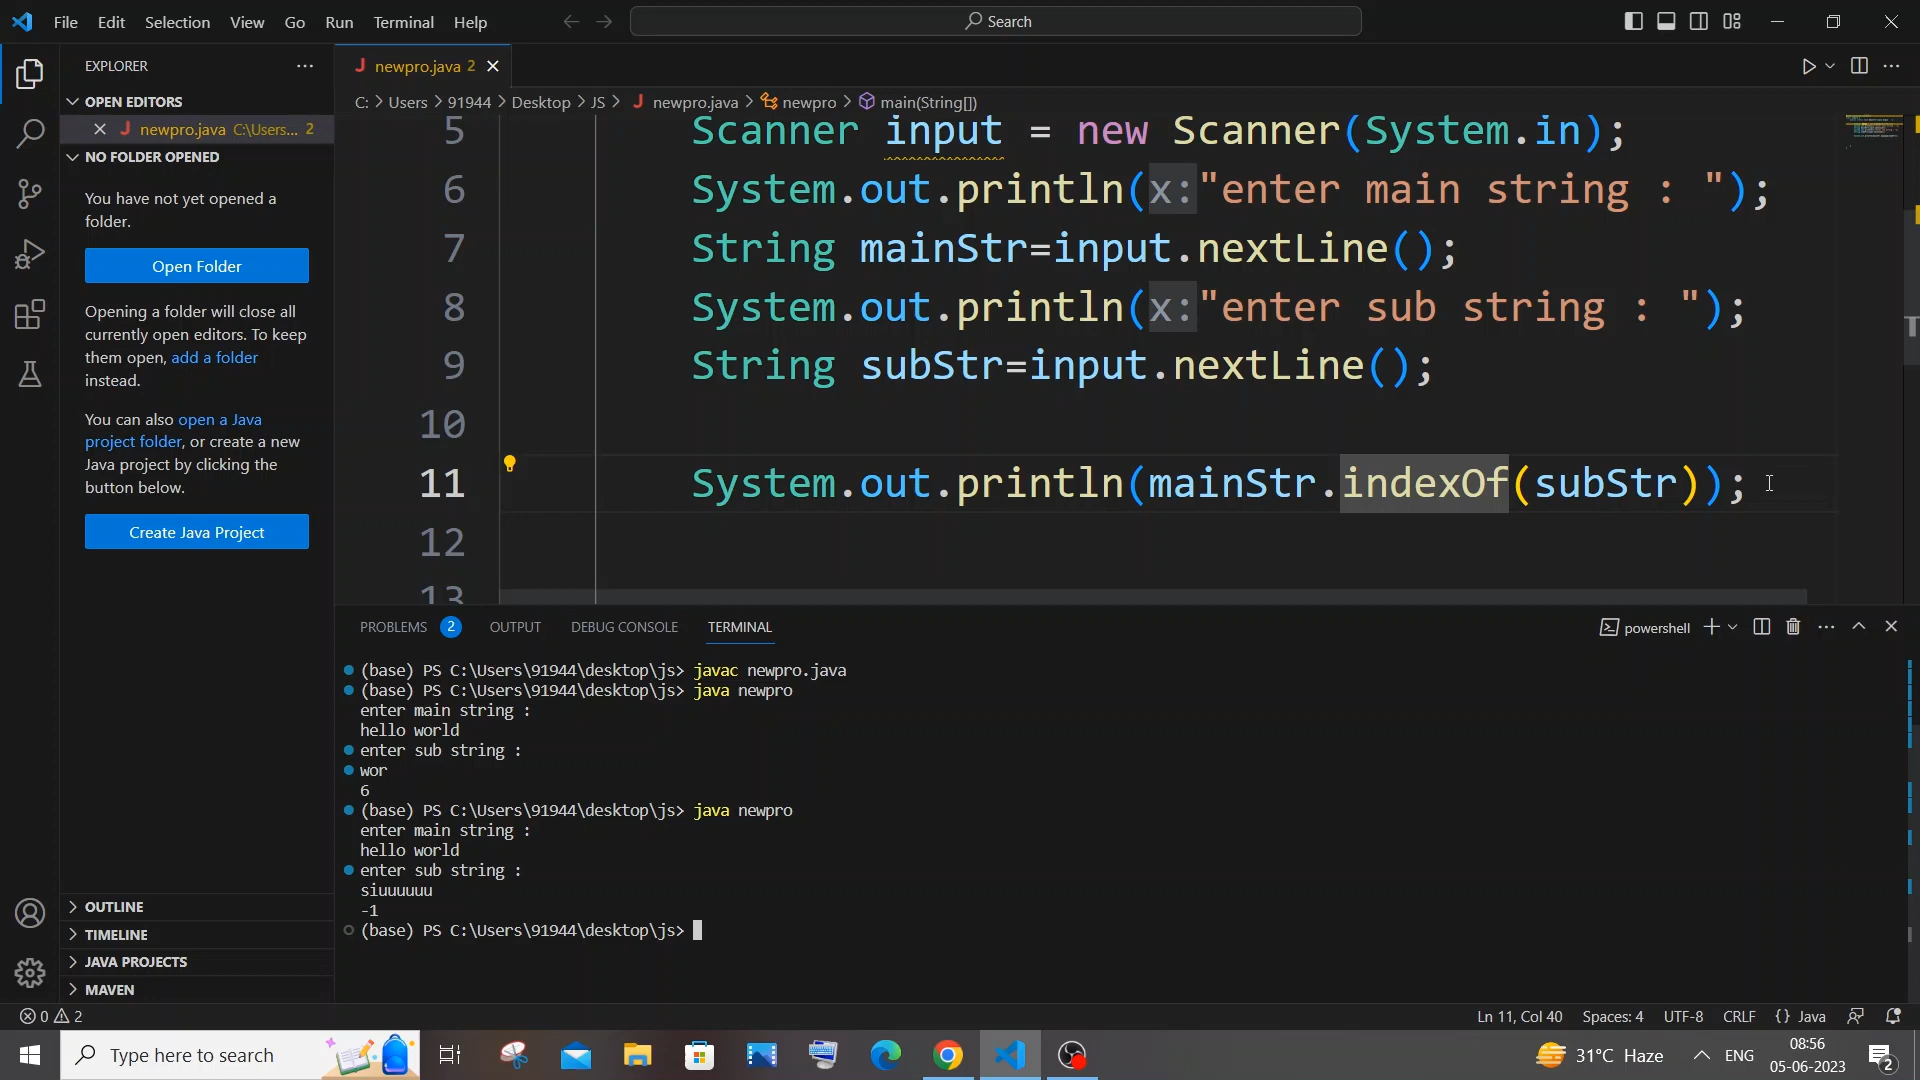 File Edit Selection View Go Run Terminal Help
Search
EXPLORER
OPEN EDITORS
newpro.java C:\Users... 2
NO FOLDER OPENED
You have not yet opened a
folder.
Open Folder
Opening a folder will close all
currently open editors. To keep
them open, add a folder
instead.
You can also open a Java
project folder, or create a new
Java project by clicking the
button below.
Create Java Project
OUTLINE
TIMELINE
JAVA PROJECTS
MAVEN
newpro.java 2
C: > Users > 91944 > Desktop > JS > J newpro.java > newpro > main(String[])
5 Scanner input = new Scanner(System.in);
6 System.out.println(x:"enter main string : ");
7 String mainStr=input.nextLine();
8 System.out.println(x:"enter sub string : ");
9 String subStr=input.nextLine();
10
11 System.out.println(mainStr.indexOf(subStr));
12
13
PROBLEMS 2 OUTPUT DEBUG CONSOLE TERMINAL
powershell
(base) PS C:\Users\91944\desktop\js> javac newpro.java
(base) PS C:\Users\91944\desktop\js> java newpro
enter main string :
hello world
enter sub string :
wor
6
(base) PS C:\Users\91944\desktop\js> java newpro
enter main string :
hello world
enter sub string :
siuuuuuu
-1
(base) PS C:\Users\91944\desktop\js>
0 2
Ln 11, Col 40 Spaces: 4 UTF-8 CRLF {} Java
Type here to search
31°C Haze
ENG
08:56
05-06-2023
2